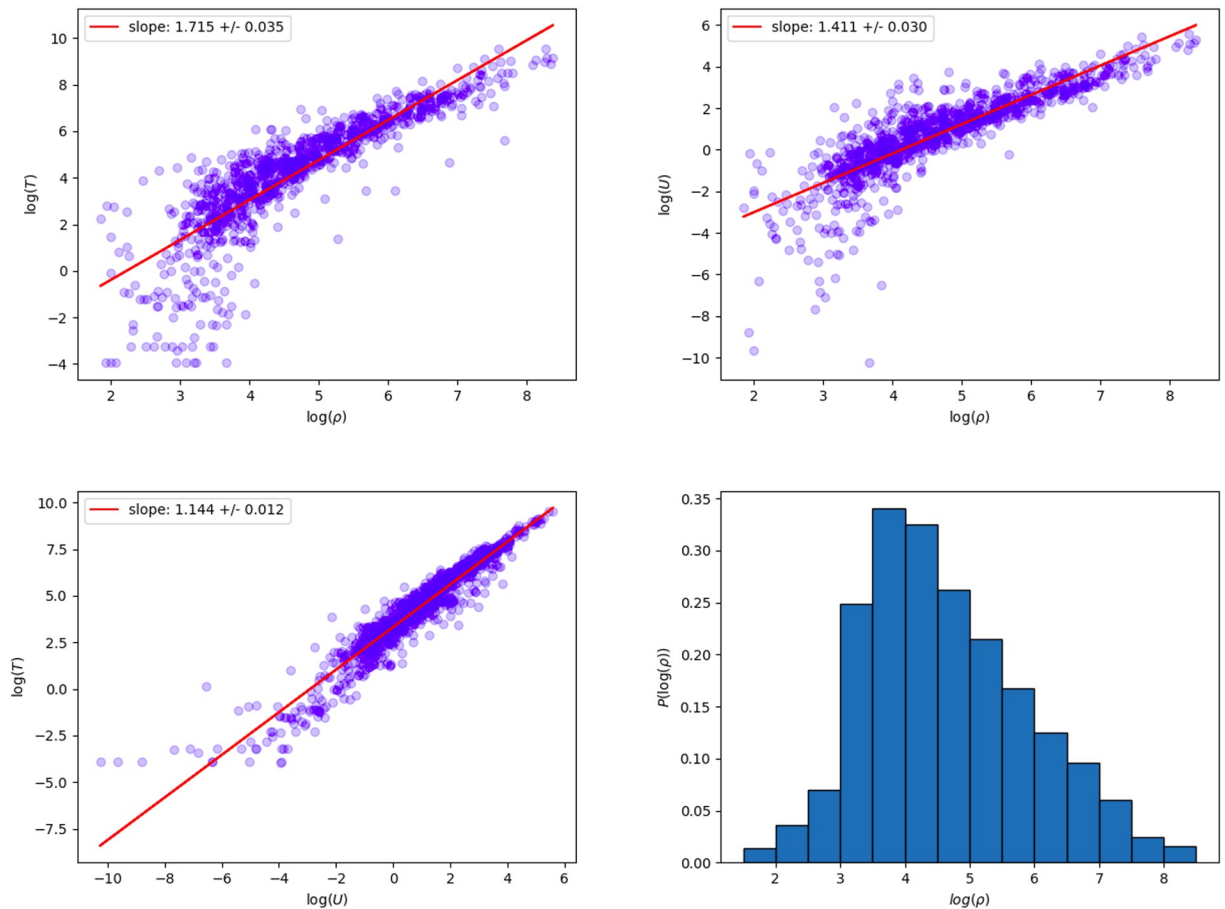 slope: 1.715 +/- 0.035
10
8
6
4
2
0
−2
−4
log(T)
2 3 4 5 6 7 8
log(ρ)
slope: 1.411 +/- 0.030
6
4
2
0
−2
−4
−6
−8
−10
log(U)
2 3 4 5 6 7 8
log(ρ)
slope: 1.144 +/- 0.012
10.0
7.5
5.0
2.5
0.0
−2.5
−5.0
−7.5
log(T)
−10 −8 −6 −4 −2 0 2 4 6
log(U)
0.35
0.30
0.25
0.20
0.15
0.10
0.05
0.00
P(log(ρ))
2 3 4 5 6 7 8
log(ρ)